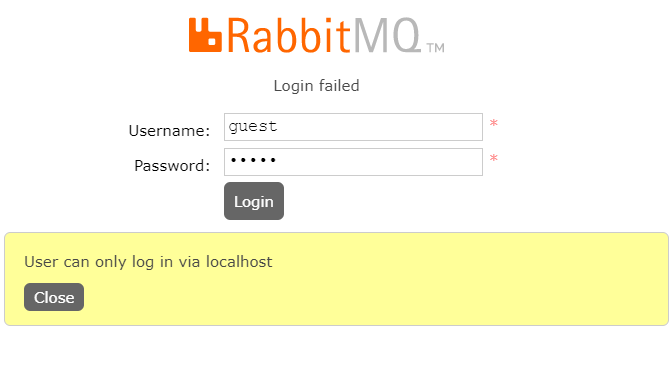 RabbitMQ™
Login failed
Username: guest *
Password: ••••• *
Login
User can only log in via localhost
Close